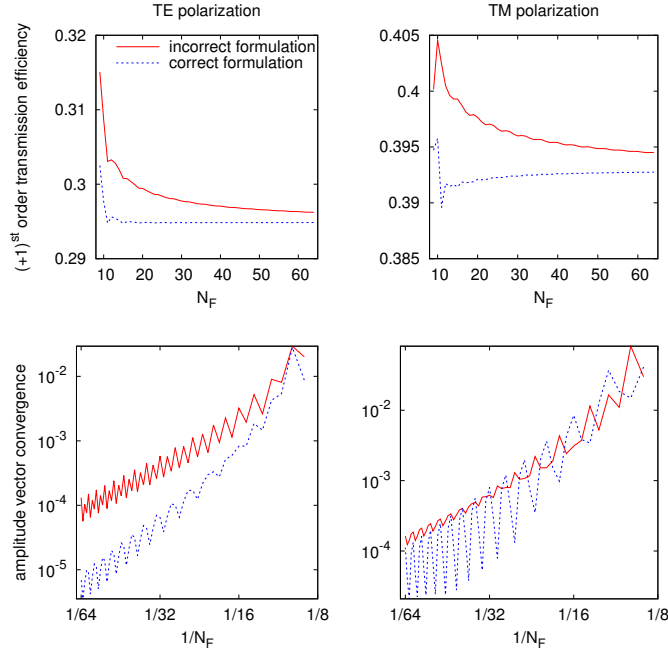 TE polarization
TM polarization
(+1)st order transmission efficiency
0.32
0.31
0.3
0.29
10 20 30 40 50 60
N_F
incorrect formulation
correct formulation
0.405
0.4
0.395
0.39
0.385
10 20 30 40 50 60
N_F
amplitude vector convergence
10^-2
10^-3
10^-4
10^-5
1/64 1/32 1/16 1/8
1/N_F
10^-2
10^-3
10^-4
1/64 1/32 1/16 1/8
1/N_F